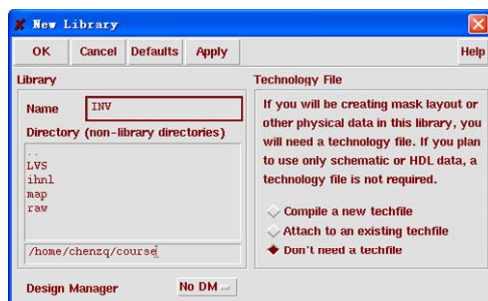 New Library
OK Cancel Defaults Apply Help
Library
Name INV
Directory (non-library directories)
..
LVS
ihnl
map
raw
/home/chenzq/course
Design Manager No DM
Technology File
If you will be creating mask layout or
other physical data in this library, you
will need a technology file. If you plan
to use only schematic or HDL data, a
technology file is not required.
Compile a new techfile
Attach to an existing techfile
Don't need a techfile